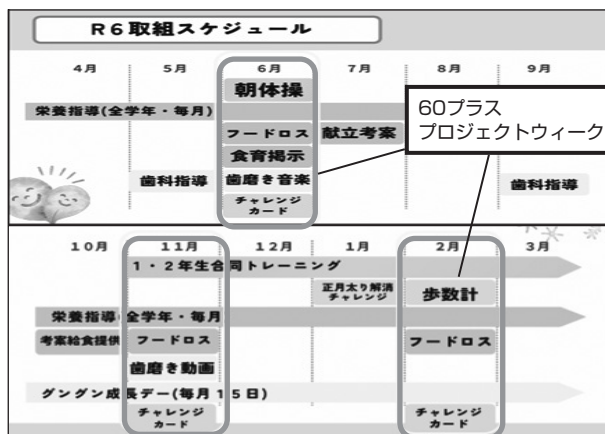 R6取組スケジュール
4月 5月 6月 7月 8月 9月
朝体操
栄養指導(全学年・毎月)
60プラス
プロジェクトウィーク
フードロス 献立考案
食育掲示
歯科指導 歯磨き音楽 歯科指導
チャレンジ
カード
10月 11月 12月 1月 2月 3月
1・2年生合同トレーニング
正月太り解消
チャレンジ
歩数計
栄養指導(全学年・毎月
考案給食提供 フードロス フードロス
歯磨き動画
グングン成長デー(毎月15日)
チャレンジ
カード
チャレンジ
カード